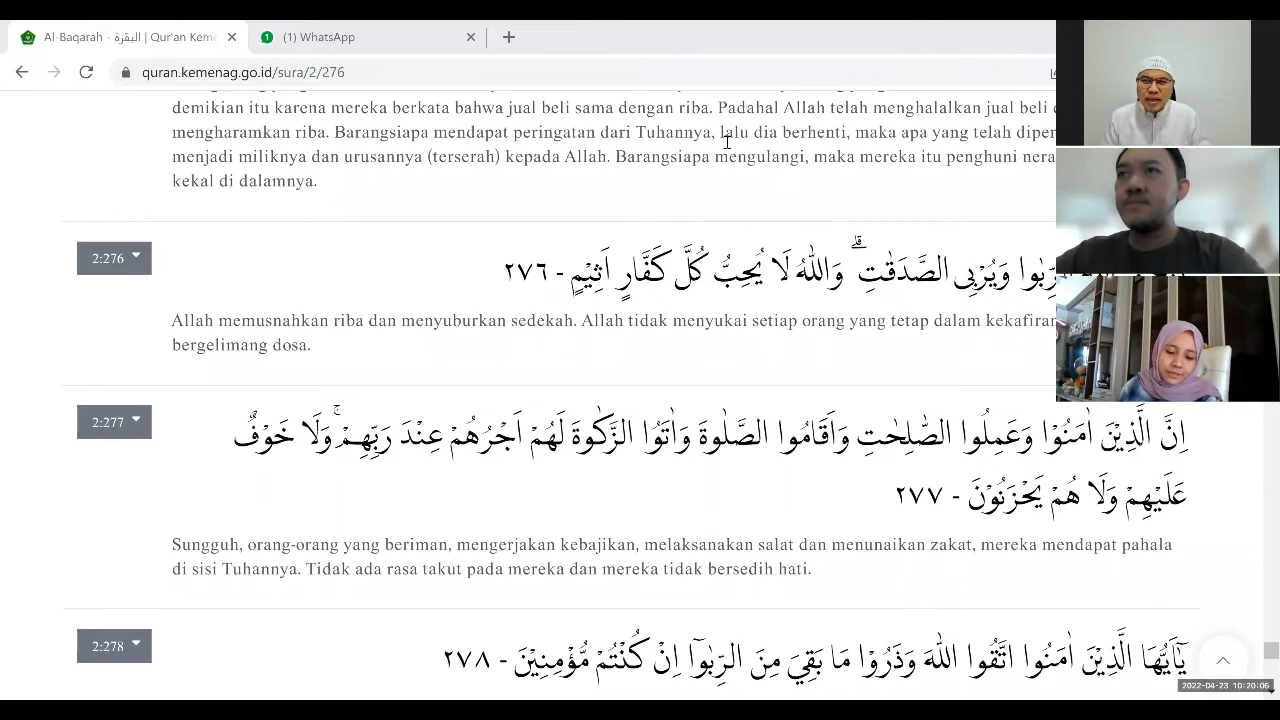 Al-Baqarah - البقرة | Qur'an Keme
(1) WhatsApp
quran.kemenag.go.id/sura/2/276
demikian itu karena mereka berkata bahwa jual beli sama dengan riba. Padahal Allah telah menghalalkan jual beli
mengharamkan riba. Barangsiapa mendapat peringatan dari Tuhannya, lalu dia berhenti, maka apa yang telah diper
menjadi miliknya dan urusannya (terserah) kepada Allah. Barangsiapa mengulangi, maka mereka itu penghuni nera
kekal di dalamnya.
2:276
وَيُرْبِى الصَّدَقٰتِ ۗ وَاللّٰهُ لَا يُحِبُّ كُلَّ كَفَّارٍ اَثِيْمٍ - ٢٧٦
Allah memusnahkan riba dan menyuburkan sedekah. Allah tidak menyukai setiap orang yang tetap dalam kekafiran
bergelimang dosa.
2:277
اِنَّ الَّذِيْنَ اٰمَنُوْا وَعَمِلُوا الصّٰلِحٰتِ وَاَقَامُوا الصَّلٰوةَ وَاٰتَوُا الزَّكٰوةَ لَهُمْ اَجْرُهُمْ عِنْدَ رَبِّهِمْۚ وَلَا خَوْفٌ
عَلَيْهِمْ وَلَا هُمْ يَحْزَنُوْنَ - ٢٧٧
Sungguh, orang-orang yang beriman, mengerjakan kebajikan, melaksanakan salat dan menunaikan zakat, mereka mendapat pahala
di sisi Tuhannya. Tidak ada rasa takut pada mereka dan mereka tidak bersedih hati.
2:278
يٰٓاَيُّهَا الَّذِيْنَ اٰمَنُوا اتَّقُوا اللّٰهَ وَذَرُوْا مَا بَقِيَ مِنَ الرِّبٰوٓا اِنْ كُنْتُمْ مُّؤْمِنِيْنَ - ٢٧٨
2022-04-23 10:20:06